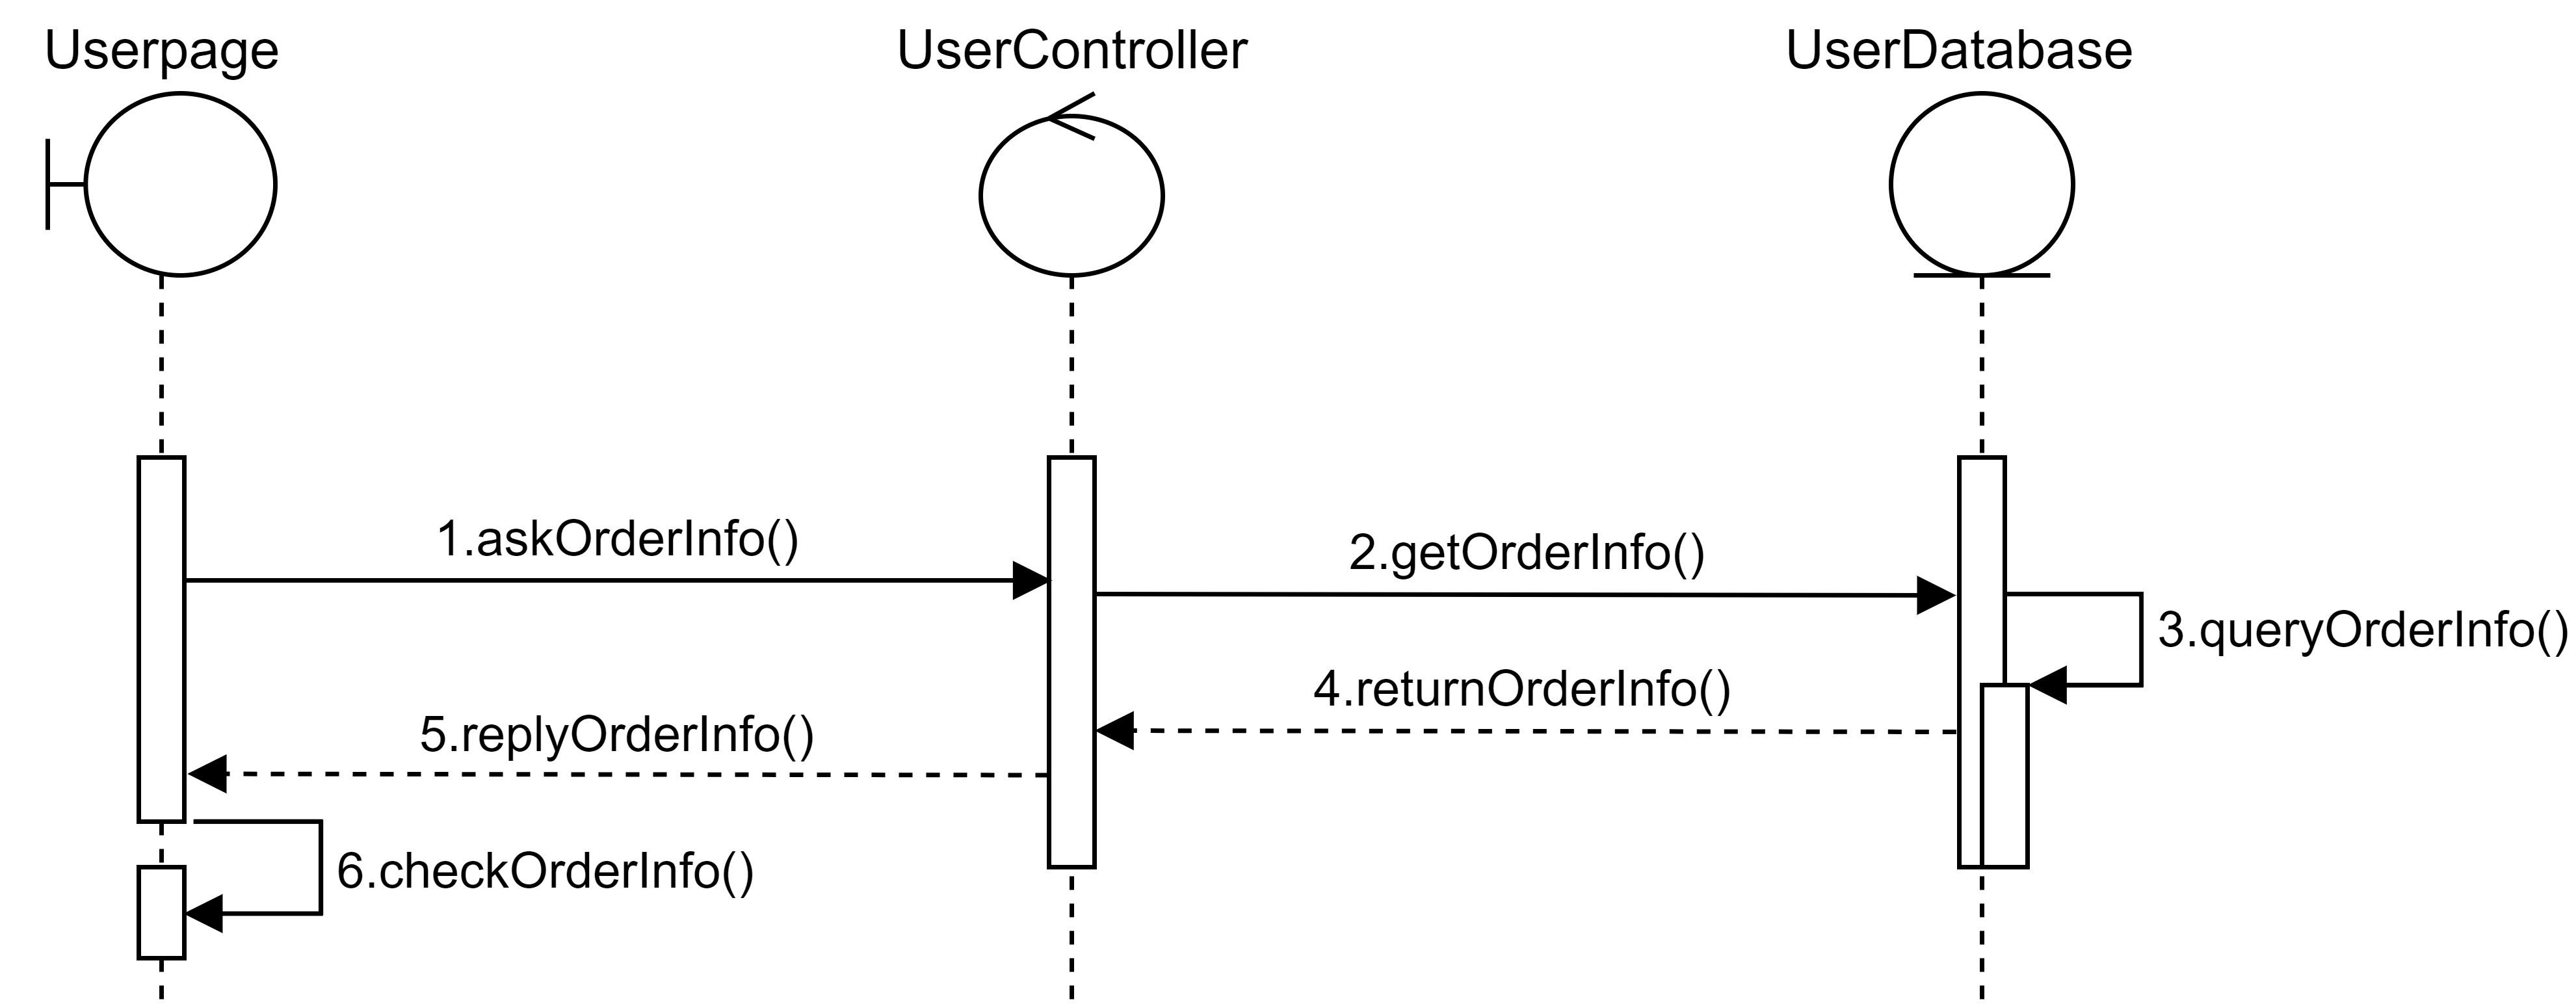 Userpage
UserController
UserDatabase
1.askOrderInfo()
2.getOrderInfo()
3.queryOrderInfo()
4.returnOrderInfo()
5.replyOrderInfo()
6.checkOrderInfo()